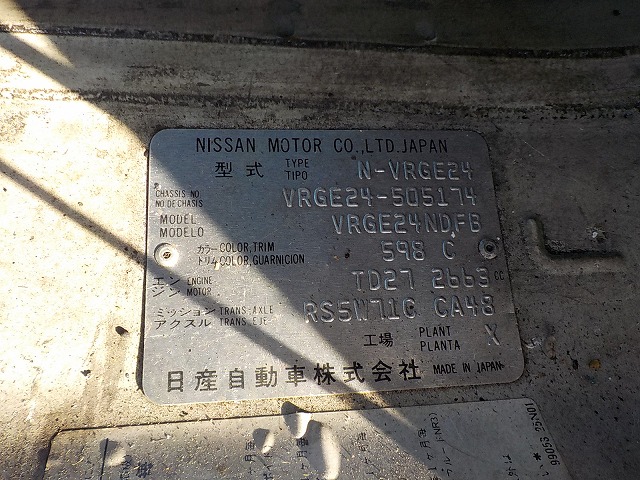 NISSAN MOTOR CO.,LTD.JAPAN
型式 TYPE TIPO N-VRGE24
CHASSIS NO. NO.DE CHASIS VRGE24-505174
MODEL MODELO VRGE24NDFB
カラー COLOR,TRIM トリム COLOR,GUARNICION 598 C
エンジン ENGINE MOTOR TD27 2663 CC
ミッション TRANS.AXLE アクスル TRANS.EJE RS5W71C CA48
工場 PLANT PLANTA X
日産自動車株式会社 MADE IN JAPAN
99056 25N01